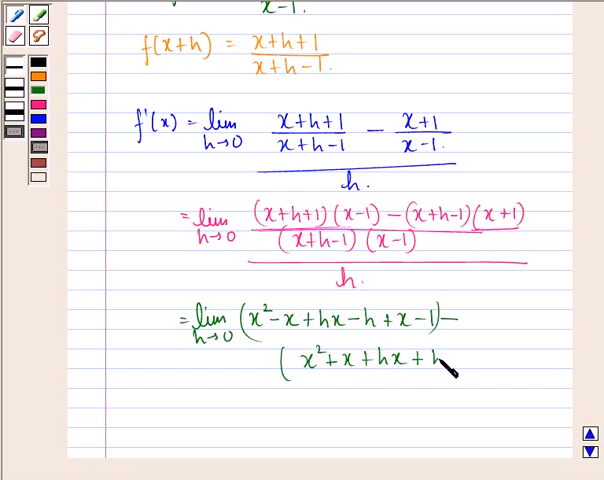 x-1.
f(x+h) = x+h+1 / x+h-1.
f'(x) = lim h→0 x+h+1 / x+h-1 - x+1 / x-1. / h.
= lim h→0 (x+h+1)(x-1) - (x+h-1)(x+1) / (x+h-1)(x-1) / h.
= lim h→0 (x²-x+hx-h+x-1) -
( x²+x+hx+h